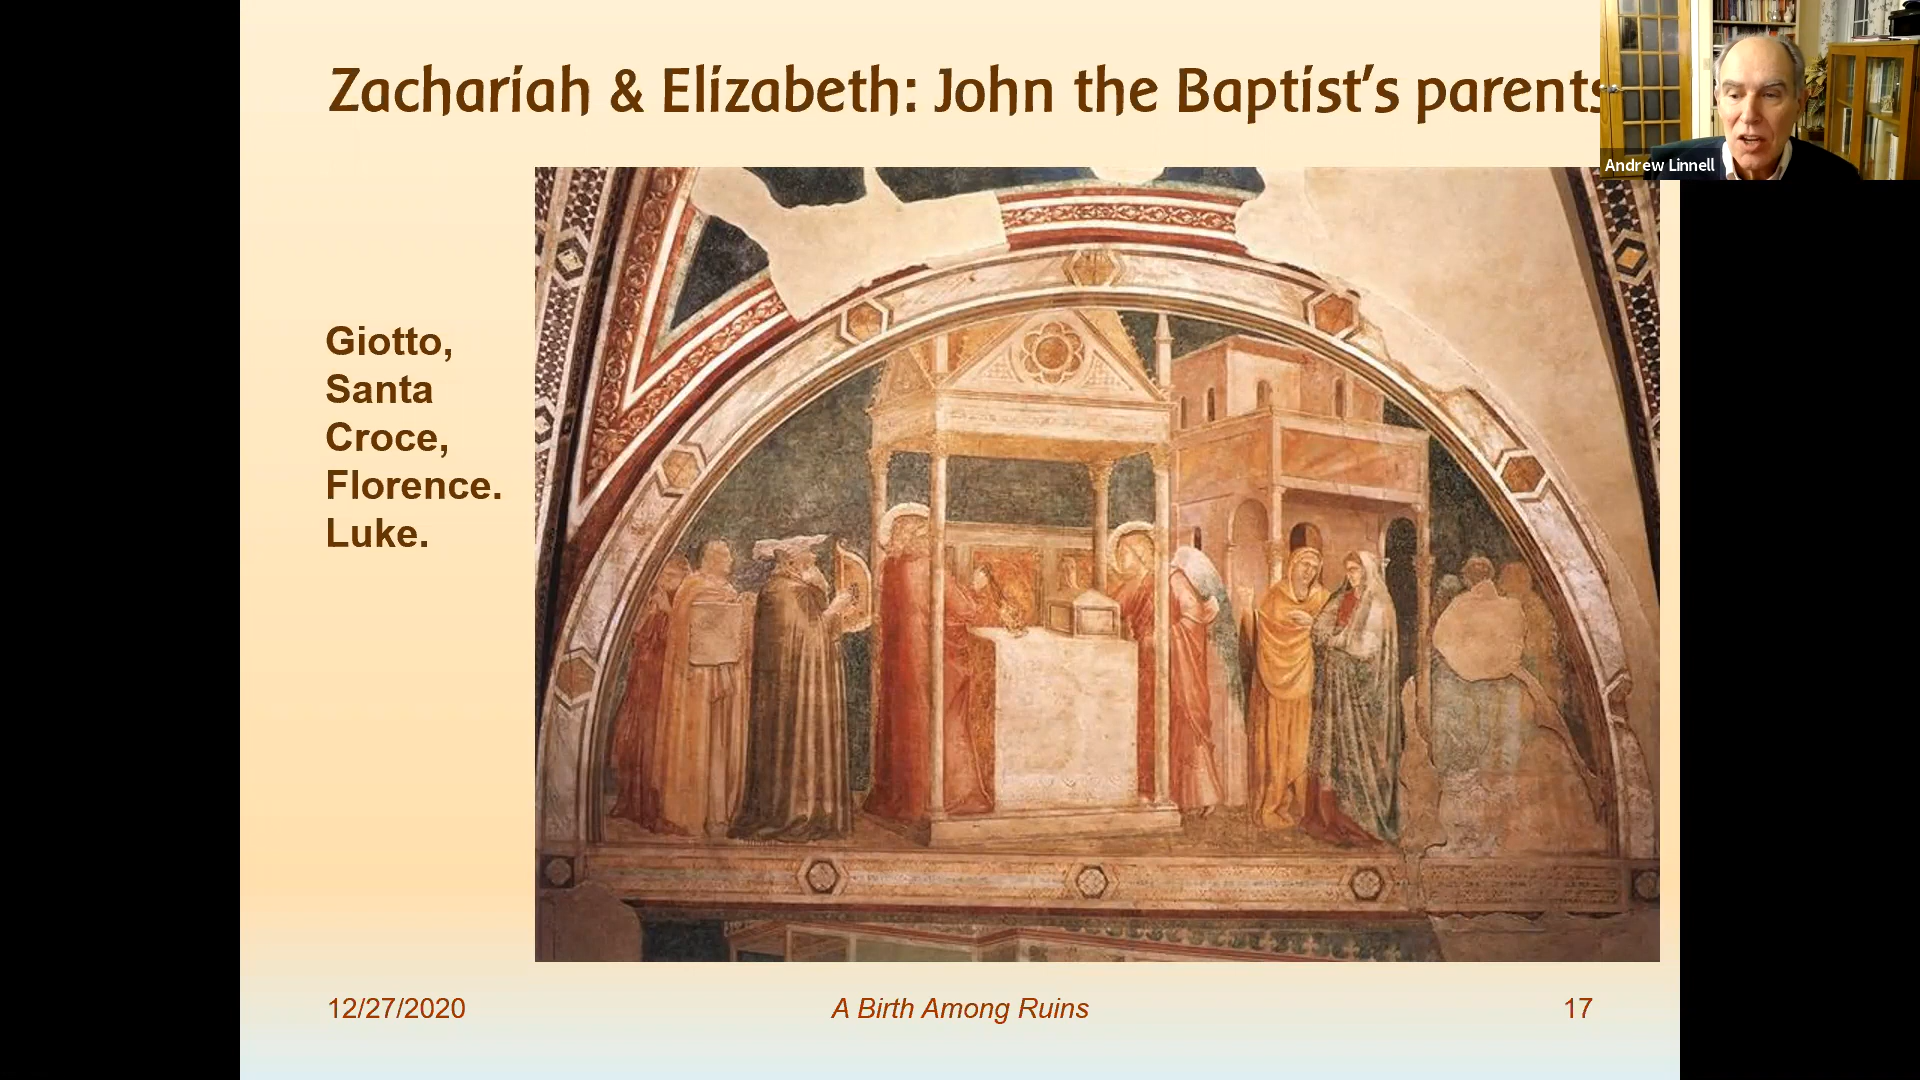 Zachariah & Elizabeth: John the Baptist's parents
Andrew Linnell
Giotto,
Santa
Croce,
Florence.
Luke.
12/27/2020
A Birth Among Ruins
17